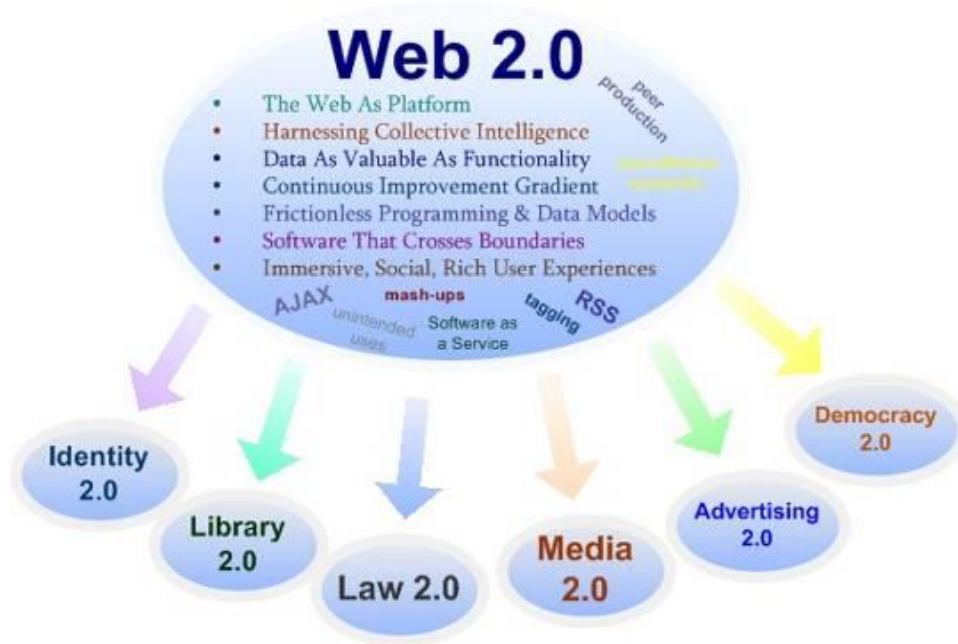 Web 2.0
peer
production
• The Web As Platform
• Harnessing Collective Intelligence
• Data As Valuable As Functionality
• Continuous Improvement Gradient
• Frictionless Programming & Data Models
• Software That Crosses Boundaries
• Immersive, Social, Rich User Experiences
AJAX
mash-ups
unintended
uses
Software as
a Service
tagging
RSS
Identity
2.0
Library
2.0
Law 2.0
Media
2.0
Advertising
2.0
Democracy
2.0